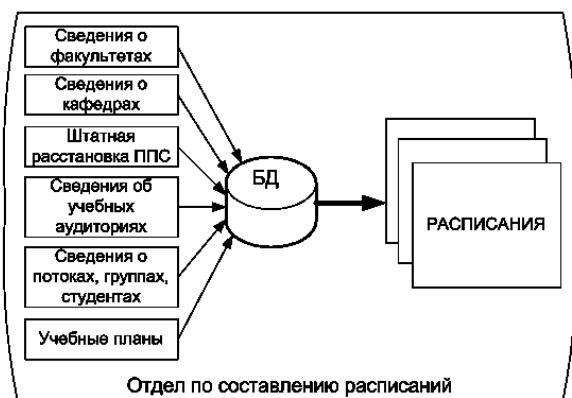 Сведения о
факультетах
Сведения о
кафедрах
Штатная
расстановка ППС
Сведения об
учебных
аудиториях
Сведения о
потоках, группах,
студентах
Учебные планы
БД
РАСПИСАНИЯ
Отдел по составлению расписаний